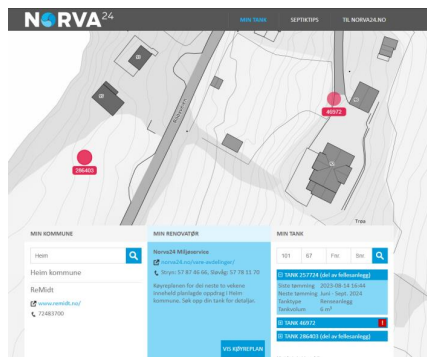 NORVA24
MIN TANK
SEPTIKTIPS
TIL NORVA24.NO
46972
286403
Trøa
MIN KOMMUNE
Heim
Heim kommune
ReMidt
www.remidt.no/
72483700
MIN RENOVATØR
Norva24 Miljøservice
norva24.no/vare-avdelinger/
Stryn: 57 87 46 66, Sløvåg: 57 78 11 70
Køyreplanen for dei neste to vekene
inneheld planlagde oppdrag i Heim
kommune. Søk opp din tank for detaljar.
VIS KØYREPLAN
MIN TANK
101
67
Fnr
Snr
TANK 257724 (del av fellesanlegg)
Siste tømming 2023-08-14 16:44
Neste tømming Juni - Sept. 2024
Tanktype Renseanlegg
Tankvolum 6 m³
TANK 46972
!
TANK 286403 (del av fellesanlegg)